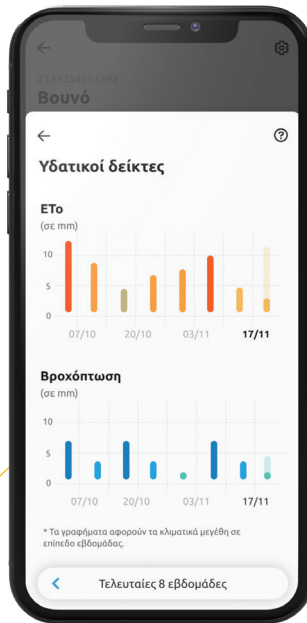 7131254354392
Βουνό
Υδατικοί δείκτες
ETo
(σε mm)
10
5
0
07/10 20/10 03/11 17/11
Βροχόπτωση
(σε mm)
10
5
0
07/10 20/10 03/11 17/11
* Τα γραφήματα αφορούν τα κλιματικά μεγέθη σε
επίπεδο εβδομάδας.
Τελευταίες 8 εβδομάδες